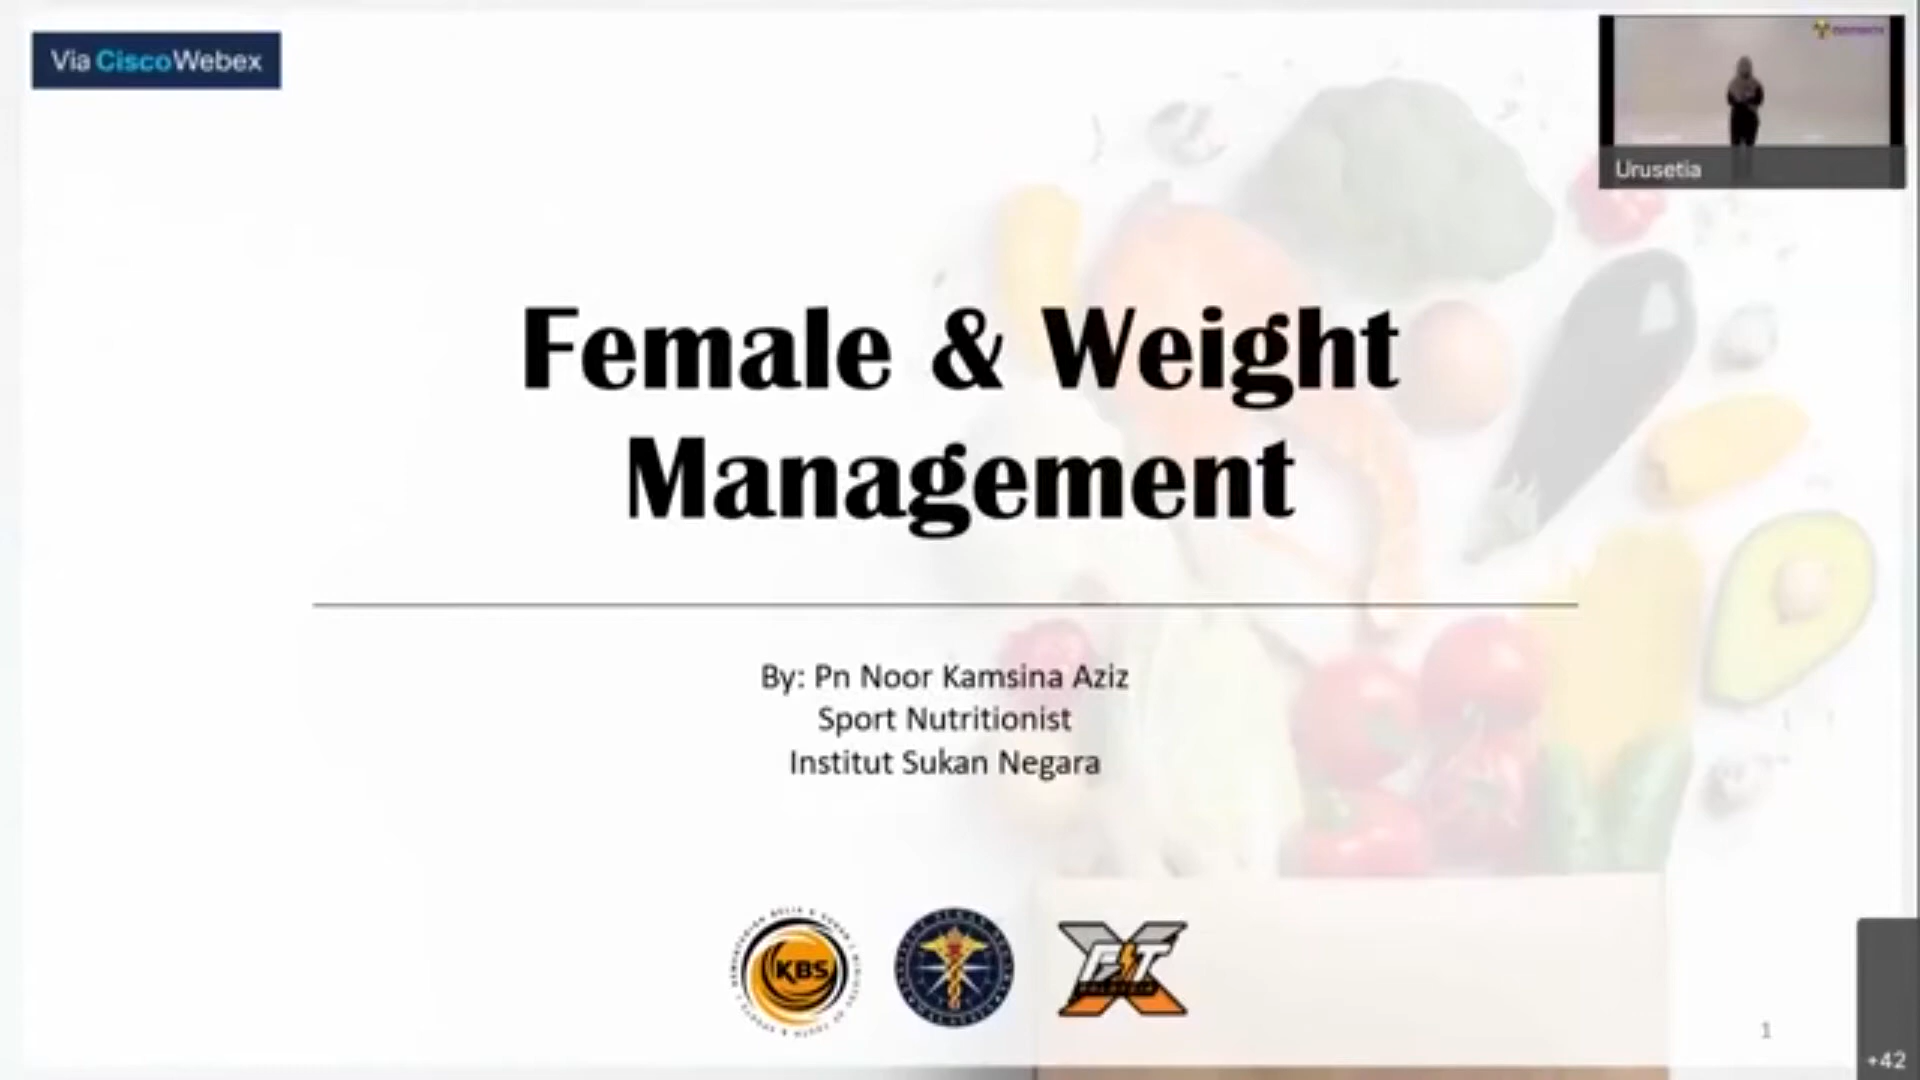 Via CiscoWebex
Urusetia
Female & Weight
Management
By: Pn Noor Kamsina Aziz
Sport Nutritionist
Institut Sukan Negara
KBS
FIT
1
+42